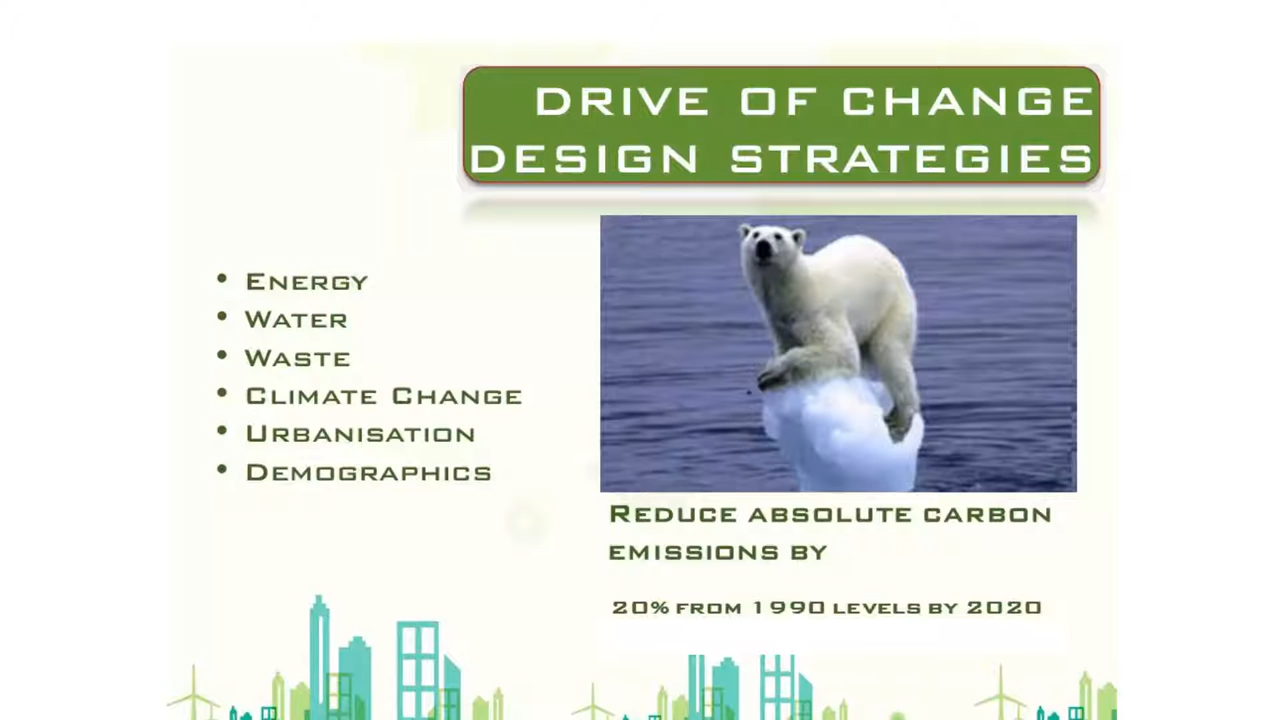 DRIVE OF CHANGE
DESIGN STRATEGIES
• ENERGY
• WATER
• WASTE
• CLIMATE CHANGE
• URBANISATION
• DEMOGRAPHICS
REDUCE ABSOLUTE CARBON
EMISSIONS BY
20% FROM 1990 LEVELS BY 2020